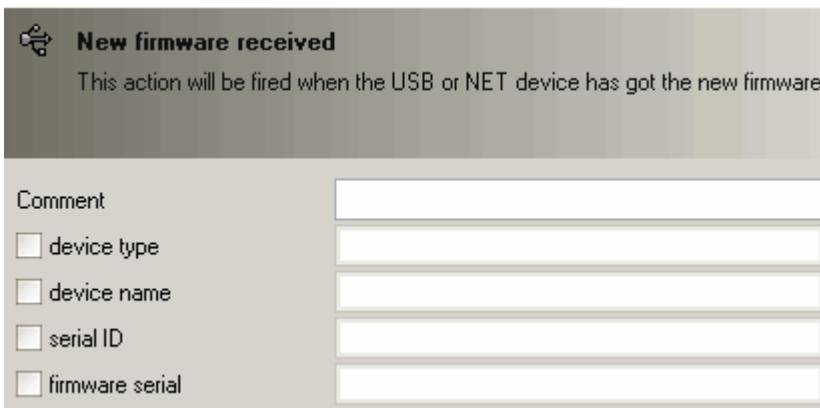 New firmware received
This action will be fired when the USB or NET device has got the new firmware
Comment
device type
device name
serial ID
firmware serial